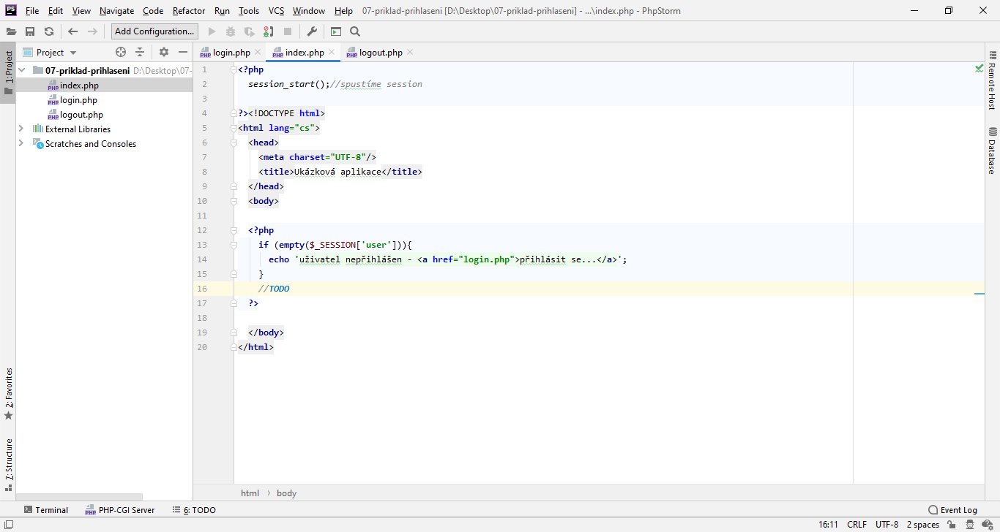 PS File Edit View Navigate Code Refactor Run Tools VCS Window Help 07-priklad-prihlaseni [D:\Desktop\07-priklad-prihlaseni] - ...\index.php - PhpStorm
Add Configuration...
1: Project
Project
login.php
index.php
logout.php
07-priklad-prihlaseni D:\Desktop\07-
index.php
login.php
logout.php
External Libraries
Scratches and Consoles
1 <?php
2 session_start();//spustíme session
3
4 ?><!DOCTYPE html>
5 <html lang="cs">
6 <head>
7 <meta charset="UTF-8"/>
8 <title>Ukázková aplikace</title>
9 </head>
10 <body>
11
12 <?php
13 if (empty($_SESSION['user'])){
14 echo 'uživatel nepřihlášen - <a href="login.php">přihlásit se...</a>';
15 }
16 //TODO
17 ?>
18
19 </body>
20 </html>
Remote Host
Database
2: Favorites
7: Structure
html › body
Terminal PHP-CGI Server 6: TODO Event Log
16:11 CRLF UTF-8 2 spaces